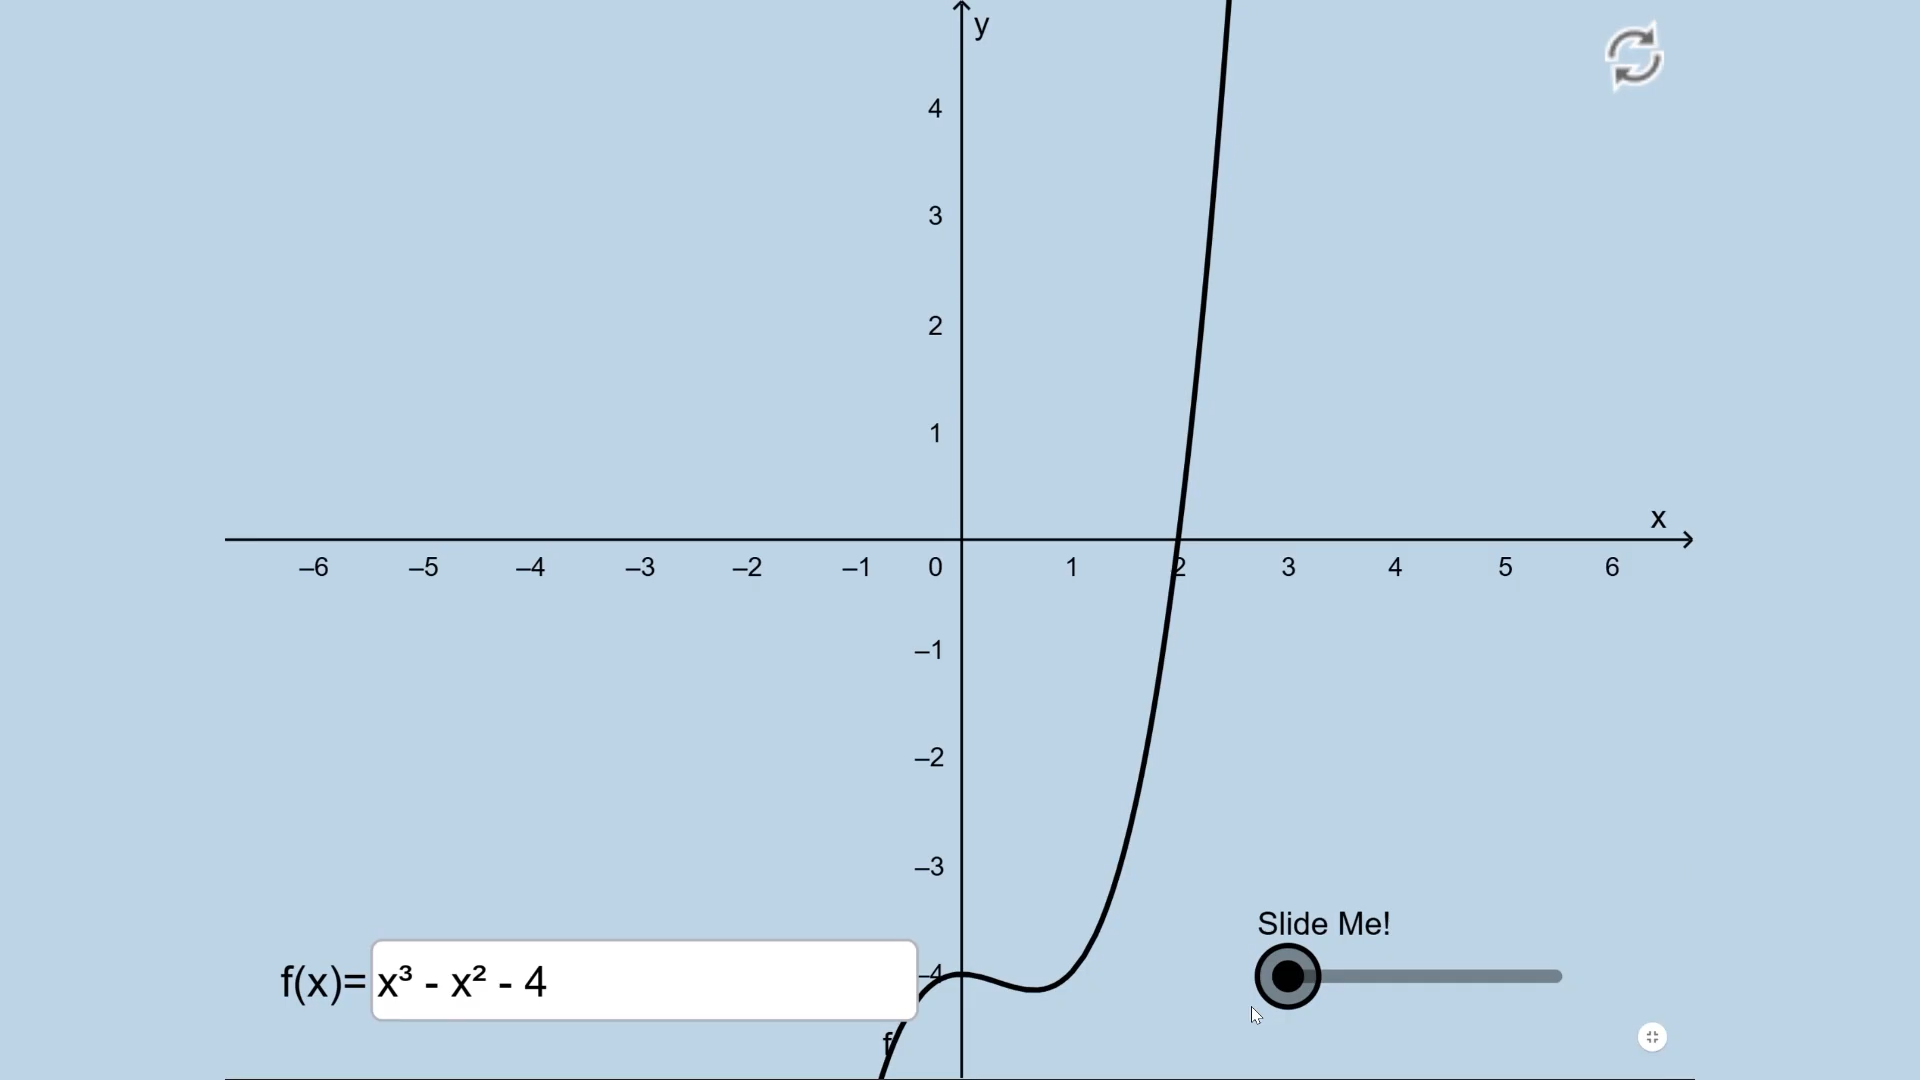 y
4
3
2
1
x
–6 –5 –4 –3 –2 –1 0 1 2 3 4 5 6
–1
–2
–3
Slide Me!
–4
f(x)= x³ - x² - 4
f